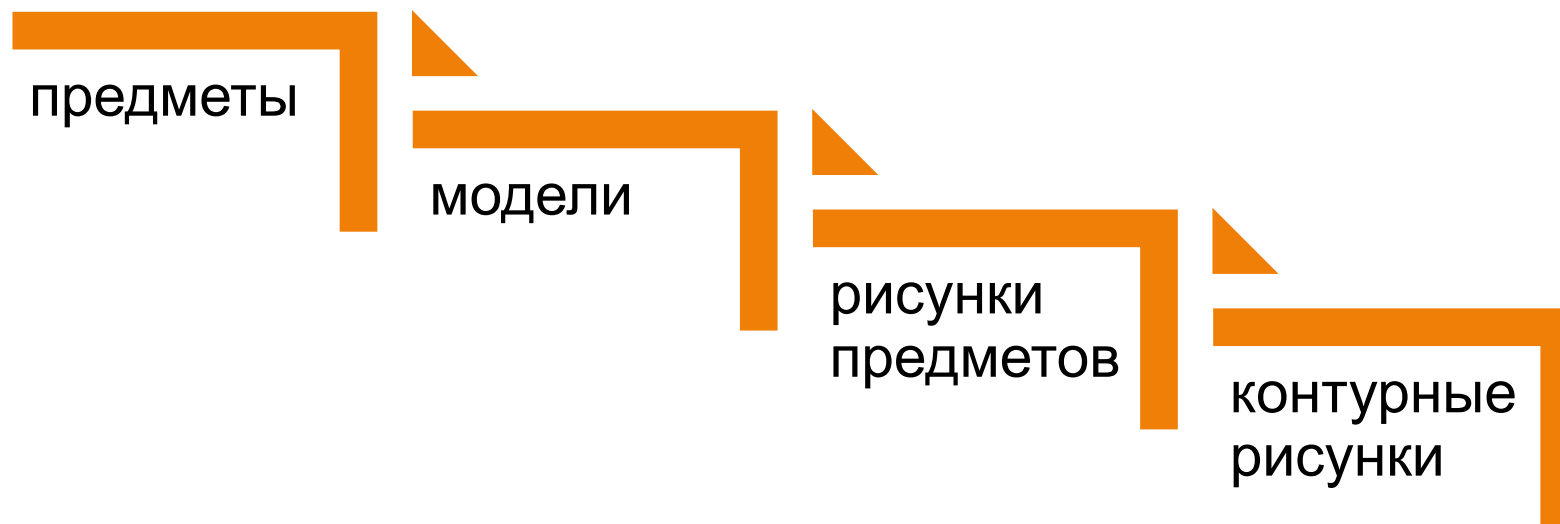 предметы
модели
рисунки
предметов
контурные
рисунки